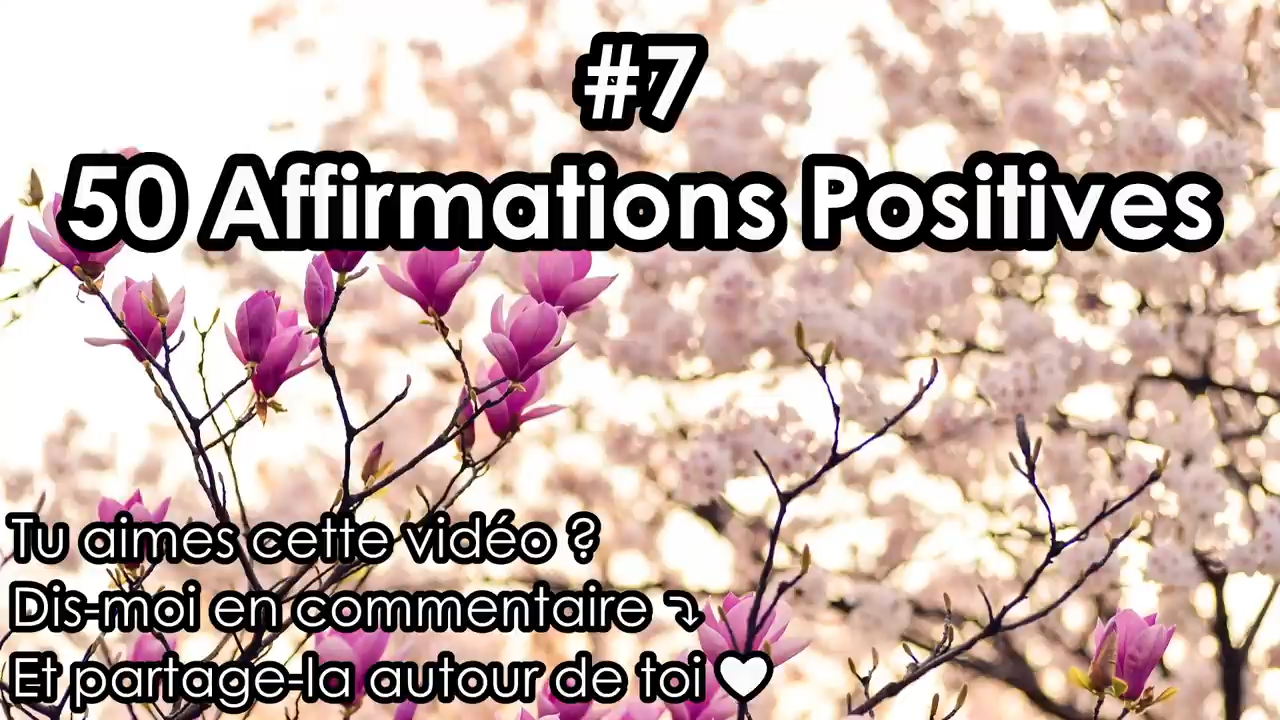 #7
50 Affirmations Positives
Tu aimes cette vidéo ?
Dis-moi en commentaire ⤵
Et partage-la autour de toi ♥